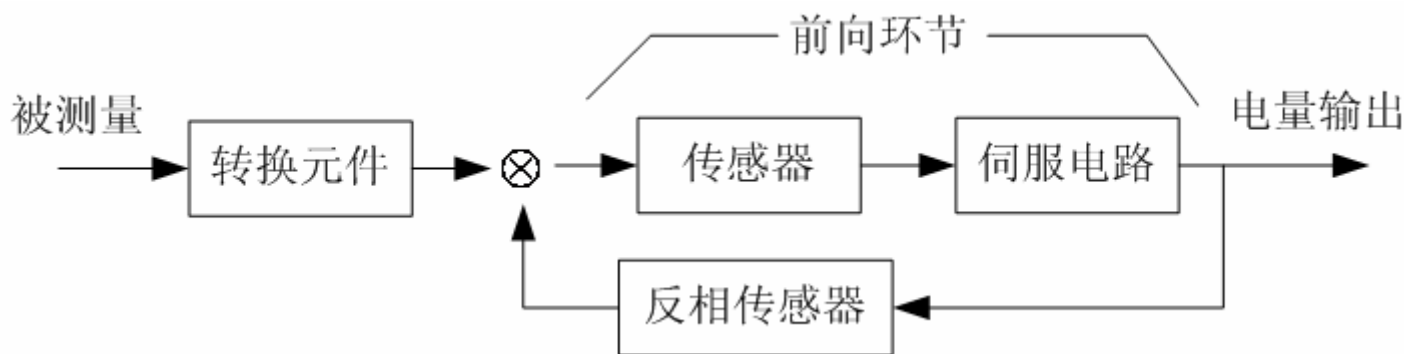 前向环节
被测量
转换元件
传感器
伺服电路
电量输出
反相传感器